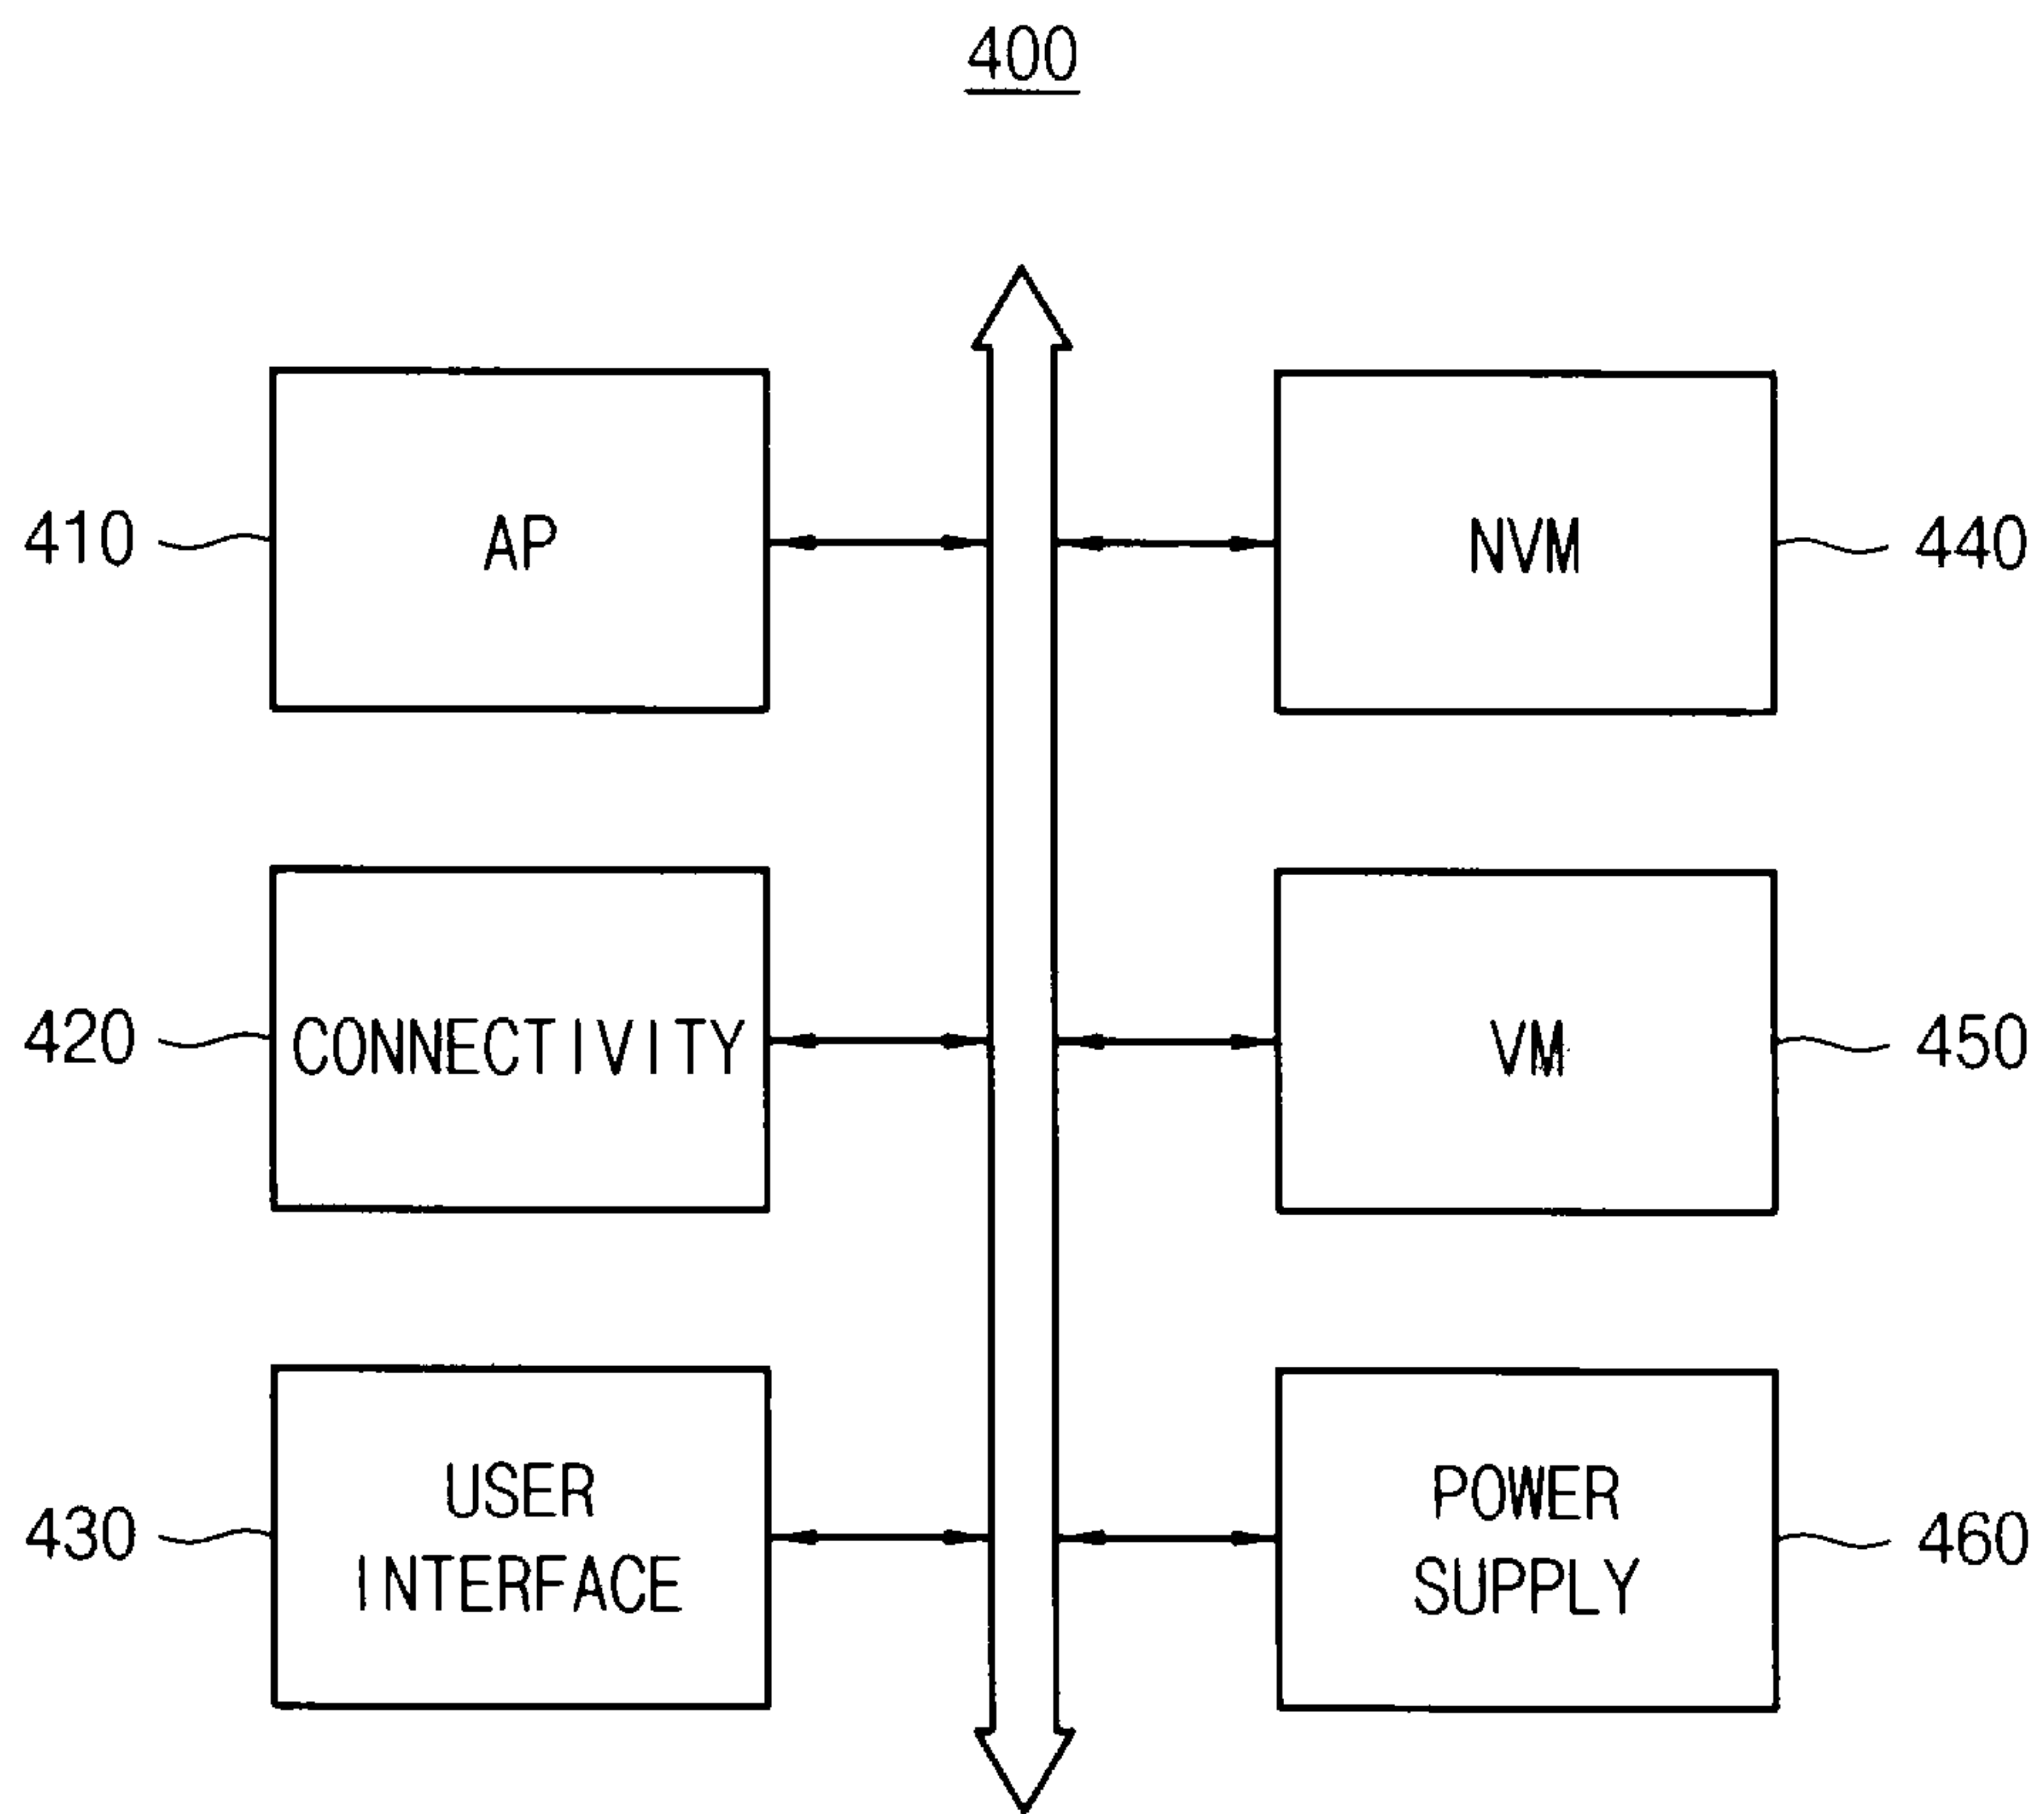 400
410
AP
NVM
440
420
CONNECTIVITY
VM
450
430
USER
INTERFACE
POWER
SUPPLY
460